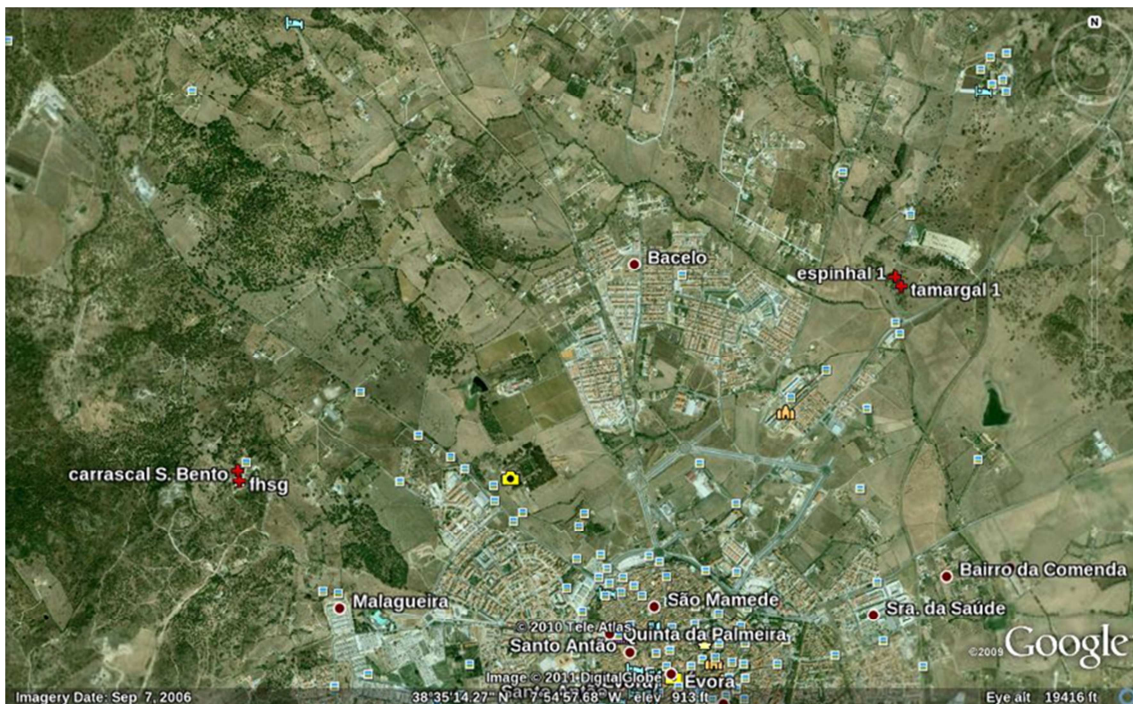 N
Bacelo
espinhal 1
tamargal 1
carrascal S. Bento
fhsg
Bairro da Comenda
Malagueira
São Mamede
Sra. da Saúde
© 2010 Tele Atlas
Quinta da Palmeira
Santo Antão
©2009 Google
Image © 2011 DigitalGlobe
Évora
Imagery Date: Sep 7, 2006
38°35'14.27" N 7°54'57.68" W elev 913 ft
Eye alt 19416 ft